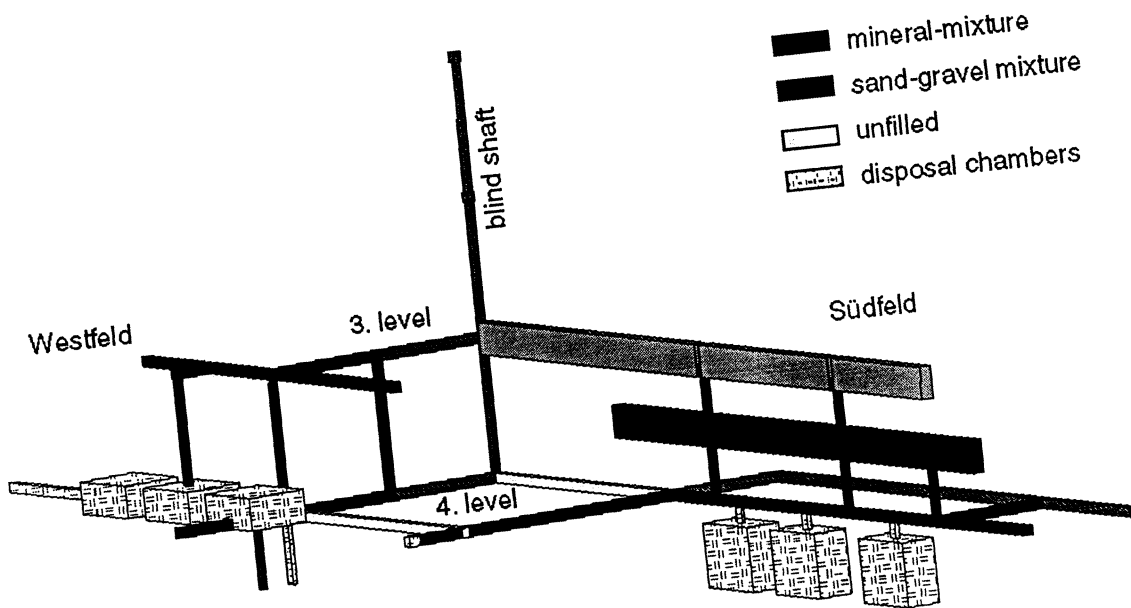 mineral-mixture
sand-gravel mixture
unfilled
disposal chambers
blind shaft
Südfeld
3. level
Westfeld
4. level